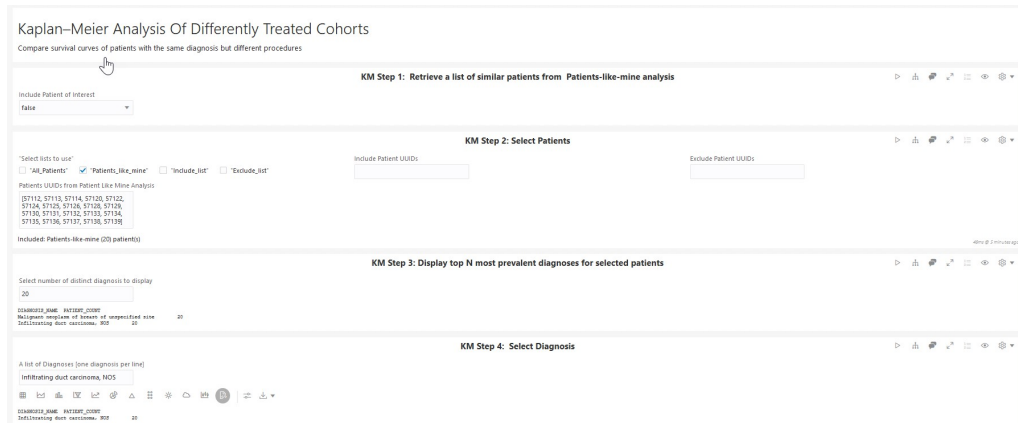 Kaplan–Meier Analysis Of Differently Treated Cohorts
Compare survival curves of patients with the same diagnosis but different procedures
KM Step 1: Retrieve a list of similar patients from Patients-like-mine analysis
Include Patient of Interest
false
KM Step 2: Select Patients
"Select lists to use"
"All_Patients" "Patients_like_mine" "Include_list" "Exclude_list"
Include Patient UUIDs
Exclude Patient UUIDs
Patients UUIDs from Patient Like Mine Analysis
[57112, 57113, 57114, 57120, 57122,
57124, 57125, 57126, 57128, 57129,
57130, 57131, 57132, 57133, 57134,
57135, 57136, 57137, 57138, 57139]
Included: Patients-like-mine (20) patient(s)
48ms @ 3 minutes ago
KM Step 3: Display top N most prevalent diagnoses for selected patients
Select number of distinct diagnosis to display
20
DIAGNOSIS_NAME PATIENT_COUNT
Malignant neoplasm of breast of unspecified site 20
Infiltrating duct carcinoma, NOS 20
KM Step 4: Select Diagnosis
A list of Diagnoses (one diagnosis per line)
Infiltrating duct carcinoma, NOS
DIAGNOSIS_NAME PATIENT_COUNT
Infiltrating duct carcinoma, NOS 20